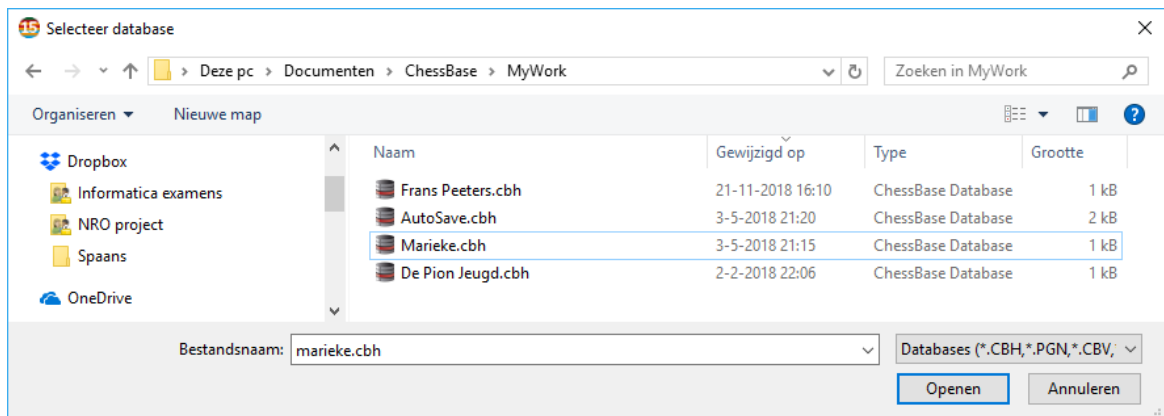 15 Selecteer database
Deze pc > Documenten > ChessBase > MyWork Zoeken in MyWork
Organiseren Nieuwe map ?
Naam Gewijzigd op Type Grootte
Dropbox
Informatica examens
NRO project
Spaans
OneDrive
Frans Peeters.cbh 21-11-2018 16:10 ChessBase Database 1 kB
AutoSave.cbh 3-5-2018 21:20 ChessBase Database 2 kB
Marieke.cbh 3-5-2018 21:15 ChessBase Database 1 kB
De Pion Jeugd.cbh 2-2-2018 22:06 ChessBase Database 1 kB
Bestandsnaam: marieke.cbh Databases (*.CBH,*.PGN,*.CBV,
Openen Annuleren